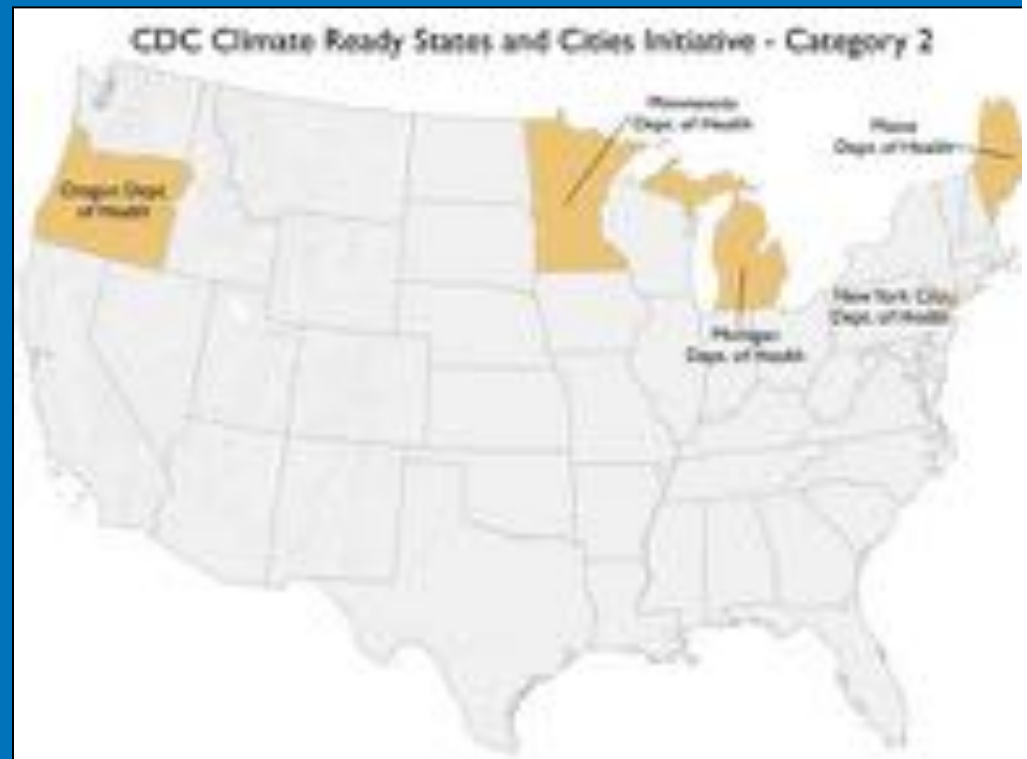 CDC Climate Ready States and Cities Initiative - Category 2
Minnesota
Dept. of Health
Maine
Dept. of Health
Oregon Dept.
of Health
New York City
Dept. of Health
Michigan
Dept. of Health